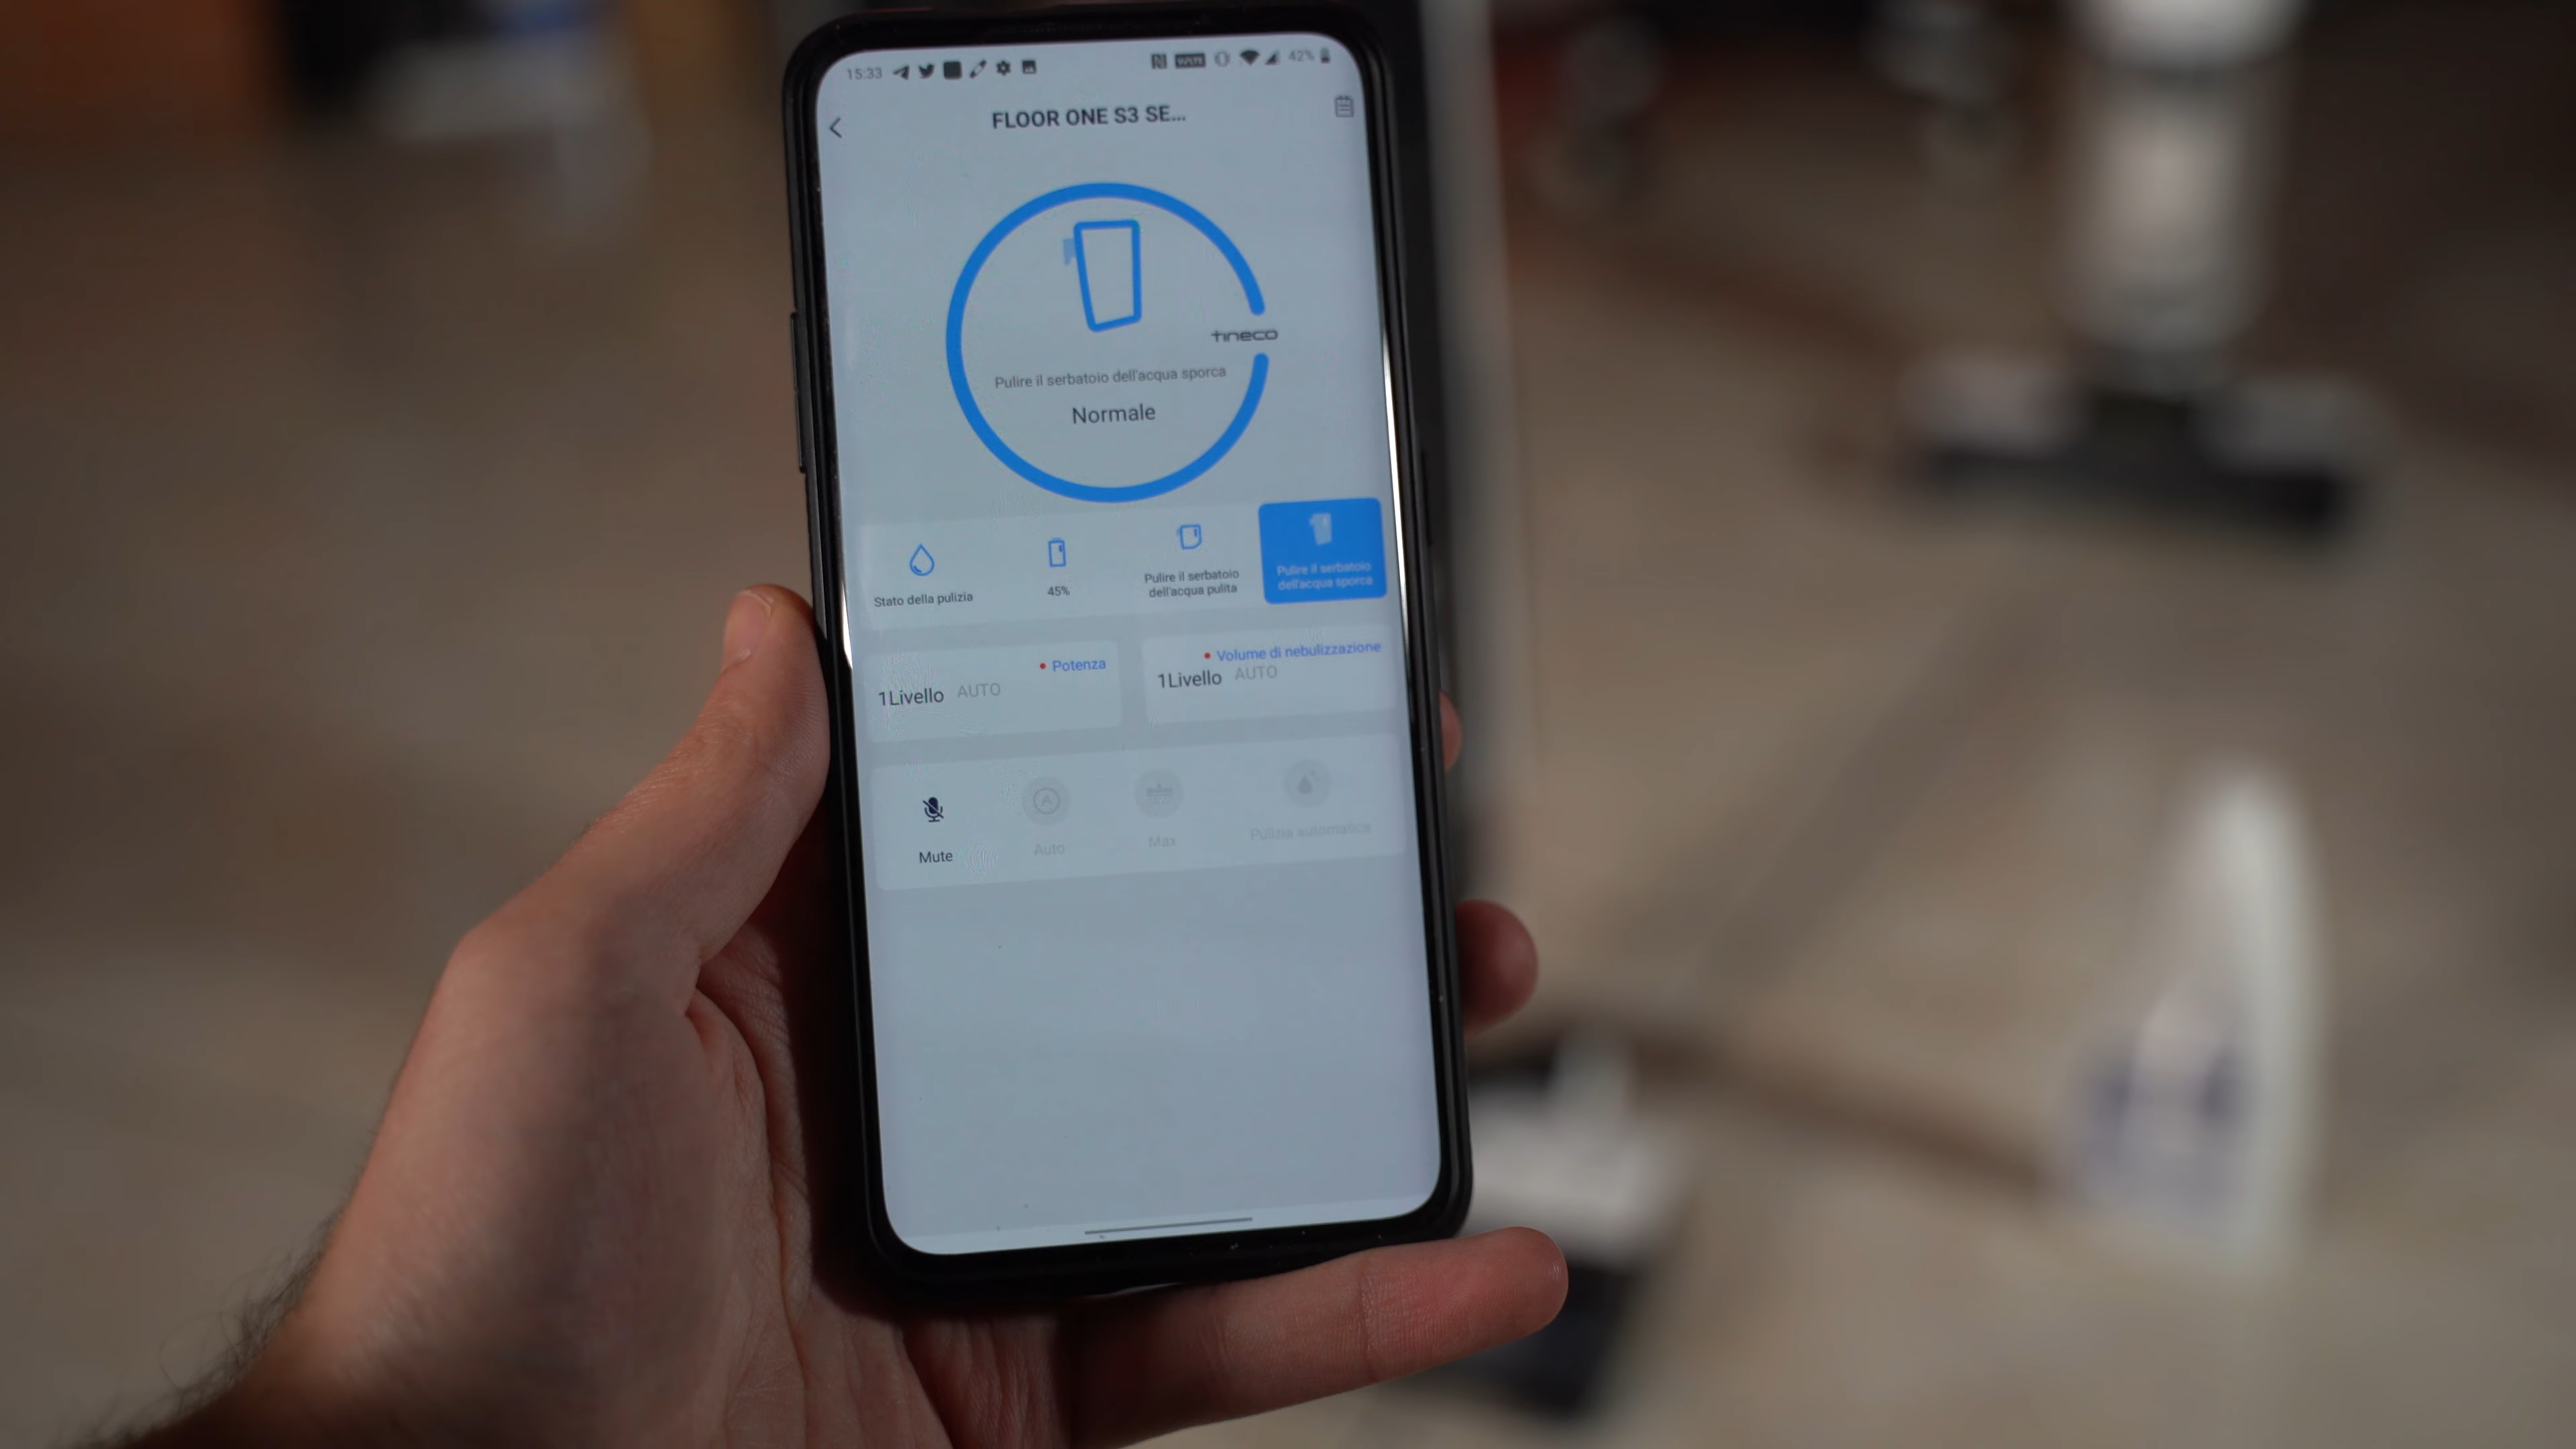 15:33
42%
FLOOR ONE S3 SE...
tineco
Pulire il serbatoio dell'acqua sporca
Normale
Stato della pulizia
45%
Pulire il serbatoio
dell'acqua pulita
Pulire il serbatoio
dell'acqua sporca
Potenza
1Livello AUTO
Volume di nebulizzazione
1Livello AUTO
Mute
Auto
Max
Pulizia automatica